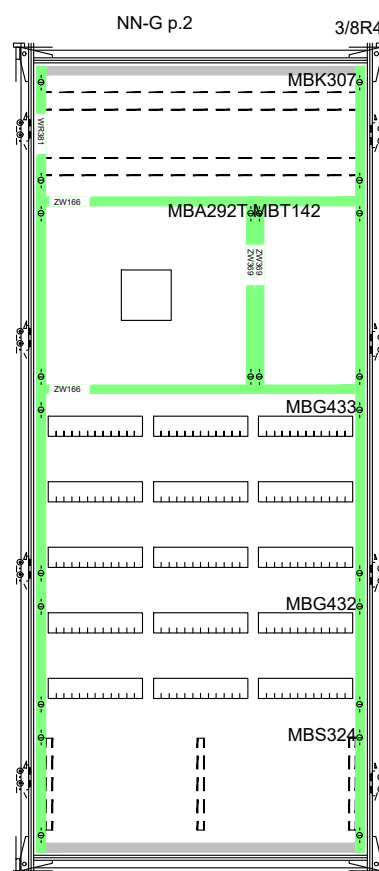 NN-G p.2
3/8R4
MBK307
WR381
ZW166
MBA292T MBT142
ZW369
ZW369
ZW166
MBG433
MBG432
MBS324